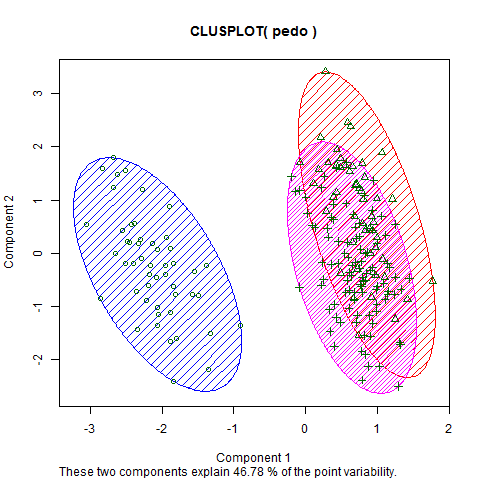 CLUSPLOT( pedo )
Component 2
3
2
1
0
-1
-2
-3 -2 -1 0 1 2
Component 1
These two components explain 46.78 % of the point variability.